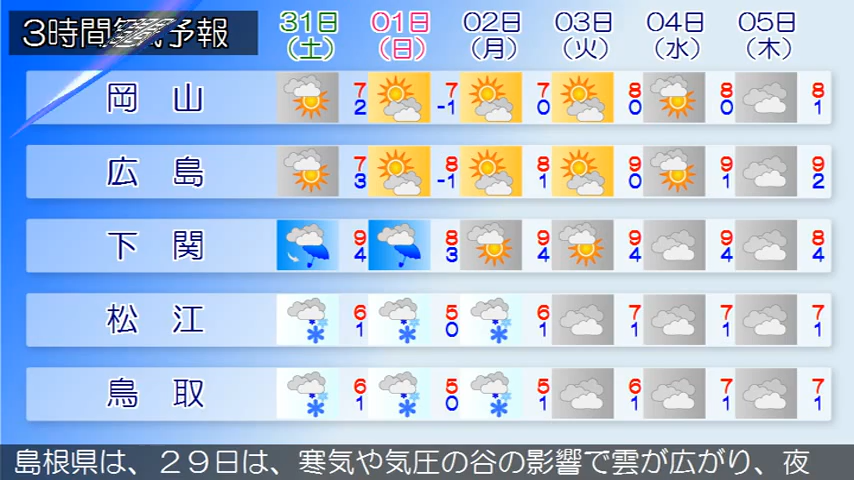 3時間天気予報
31日 01日 02日 03日 04日 05日
(土) (日) (月) (火) (水) (木)
岡 山 7 2 7 -1 7 0 8 0 8 0 8 1
広 島 7 3 8 -1 8 1 9 0 9 1 9 2
下 関 9 4 8 3 9 4 9 4 9 4 8 4
松 江 6 1 5 0 6 1 7 1 7 1 7 1
鳥 取 6 1 5 0 5 1 6 1 7 1 7 1
島根県は、29日は、寒気や気圧の谷の影響で雲が広がり、夜